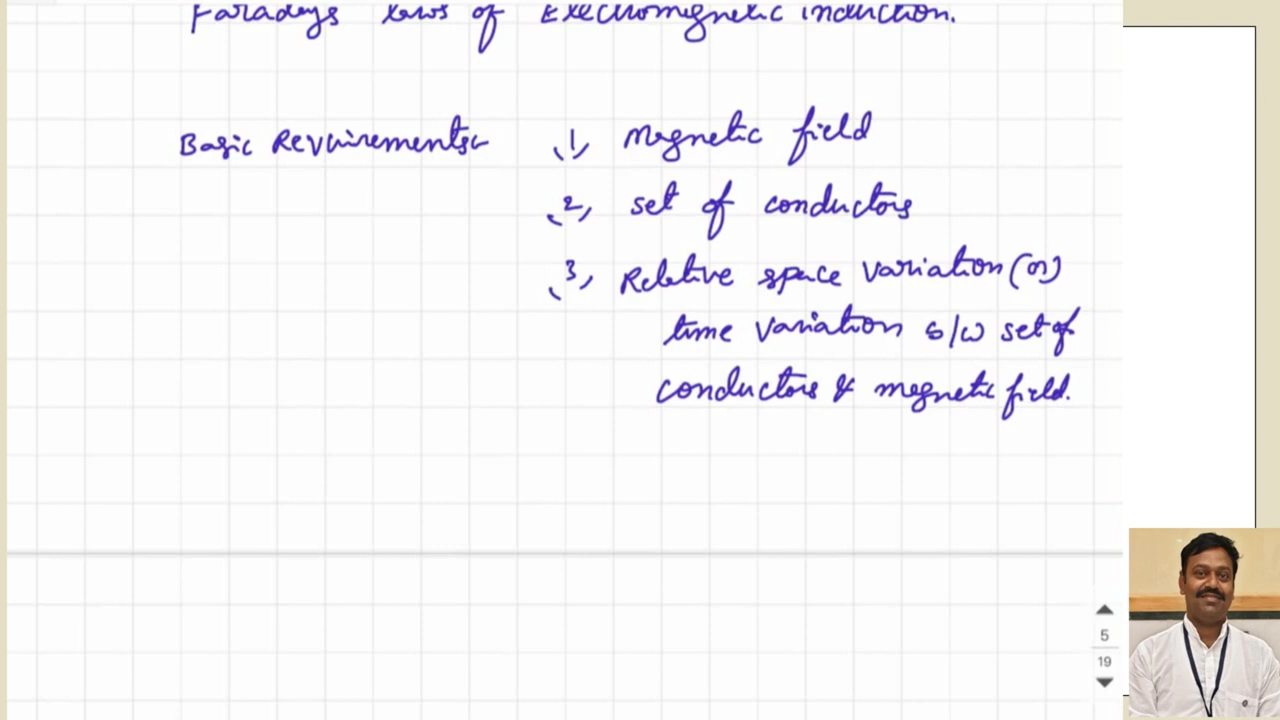 Faradays laws of Electromagnetic induction.
Basic Requirements:- (1) Magnetic field
(2) set of conductors
(3) Relative space variation (or)
time variation b/w set of
conductors & magnetic field.
5
19